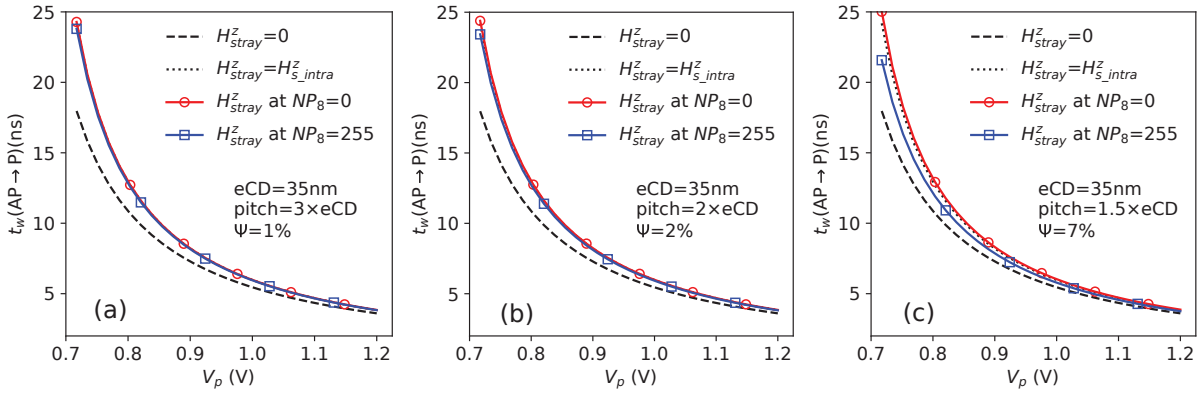 25
20
15
10
5
t_w(AP → P)(ns)
H^z_stray=0
H^z_stray=H^z_s_intra
H^z_stray at NP_8=0
H^z_stray at NP_8=255
eCD=35nm
pitch=3×eCD
Ψ=1%
(a)
0.7 0.8 0.9 1.0 1.1 1.2
V_p (V)
25
20
15
10
5
t_w(AP → P)(ns)
H^z_stray=0
H^z_stray=H^z_s_intra
H^z_stray at NP_8=0
H^z_stray at NP_8=255
eCD=35nm
pitch=2×eCD
Ψ=2%
(b)
0.7 0.8 0.9 1.0 1.1 1.2
V_p (V)
25
20
15
10
5
t_w(AP → P)(ns)
H^z_stray=0
H^z_stray=H^z_s_intra
H^z_stray at NP_8=0
H^z_stray at NP_8=255
eCD=35nm
pitch=1.5×eCD
Ψ=7%
(c)
0.7 0.8 0.9 1.0 1.1 1.2
V_p (V)